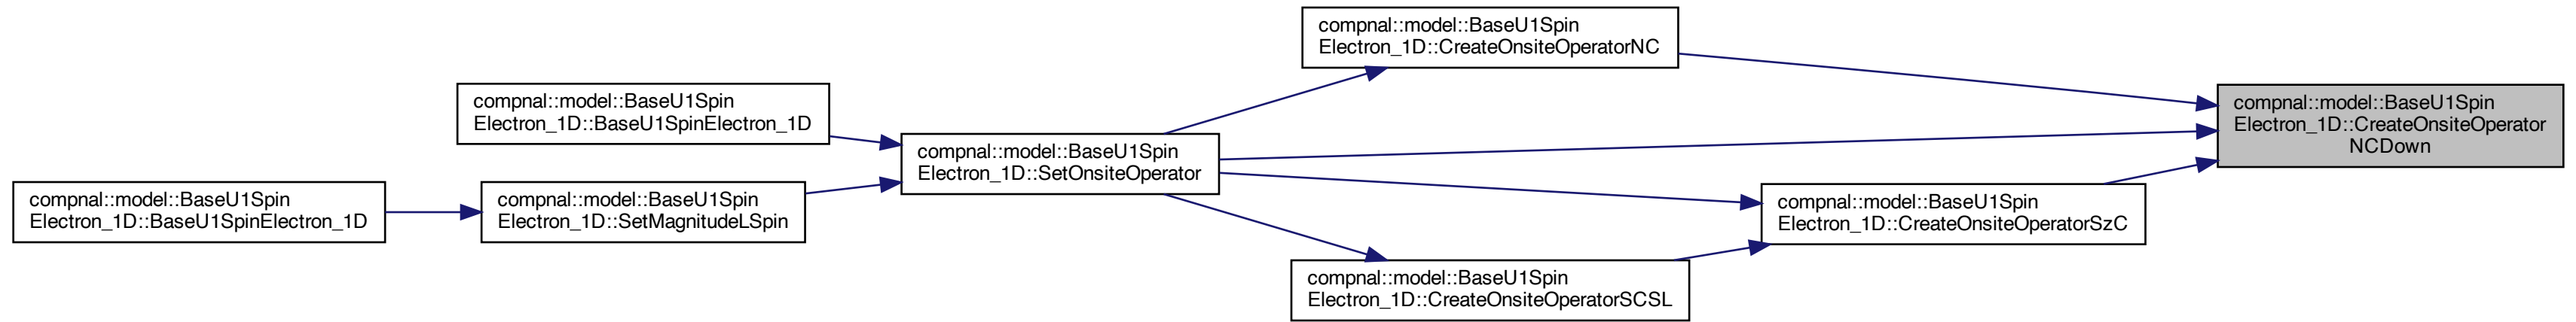 compnal::model::BaseU1Spin
Electron_1D::BaseU1SpinElectron_1D
compnal::model::BaseU1Spin
Electron_1D::BaseU1SpinElectron_1D
compnal::model::BaseU1Spin
Electron_1D::SetMagnitudeLSpin
compnal::model::BaseU1Spin
Electron_1D::SetOnsiteOperator
compnal::model::BaseU1Spin
Electron_1D::CreateOnsiteOperatorNC
compnal::model::BaseU1Spin
Electron_1D::CreateOnsiteOperatorSCSL
compnal::model::BaseU1Spin
Electron_1D::CreateOnsiteOperatorSzC
compnal::model::BaseU1Spin
Electron_1D::CreateOnsiteOperator
NCDown